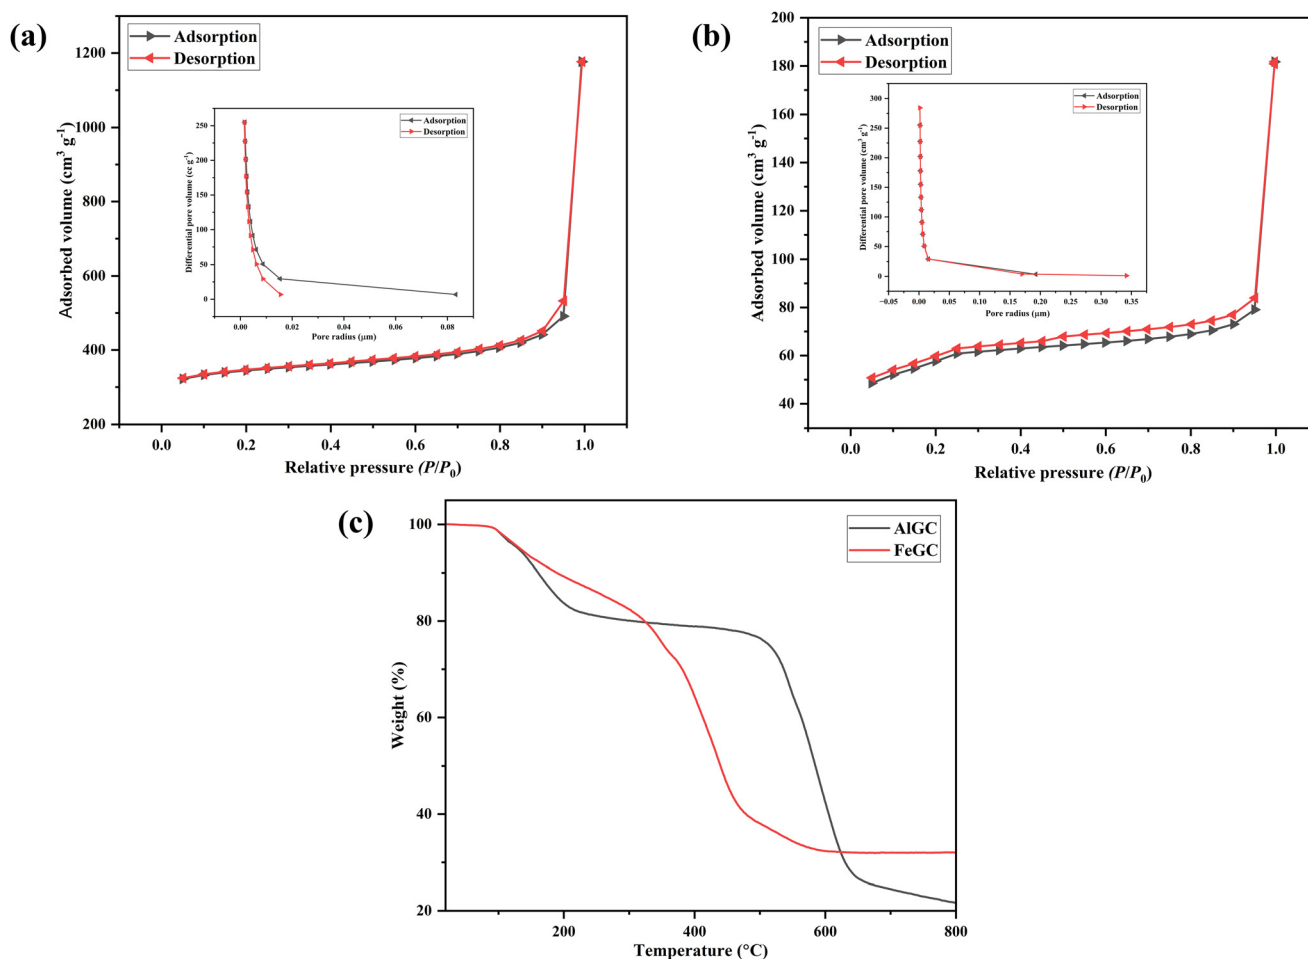 (a)
Adsorption
Desorption
1200
1000
800
600
400
200
Adsorbed volume (cm³ g⁻¹)
0.0 0.2 0.4 0.6 0.8 1.0
Relative pressure (P/P₀)
Adsorption
Desorption
250
200
150
100
50
0
Differential pore volume (cc g⁻¹)
0.00 0.02 0.04 0.06 0.08
Pore radius (μm)
(b)
Adsorption
Desorption
200
180
160
140
120
100
80
60
40
Adsorbed volume (cm³ g⁻¹)
0.0 0.2 0.4 0.6 0.8 1.0
Relative pressure (P/P₀)
Adsorption
Desorption
300
250
200
150
100
50
0
Differential pore volume (cm³ g⁻¹)
−0.05 0.00 0.05 0.10 0.15 0.20 0.25 0.30 0.35
Pore radius (μm)
(c)
AlGC
FeGC
100
80
60
40
20
Weight (%)
200 400 600 800
Temperature (°C)